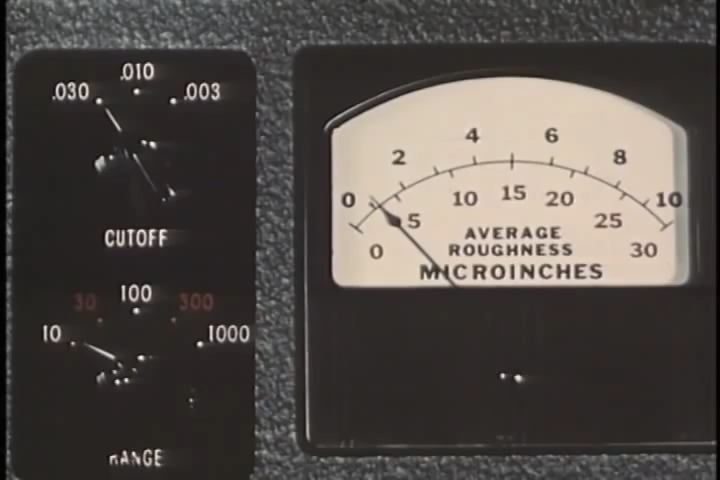 .010
.030 .003
CUTOFF
100
30 300
10 1000
RANGE
4 6
2 8
0 10
10 15 20
5 25
0 30
AVERAGE
ROUGHNESS
MICROINCHES